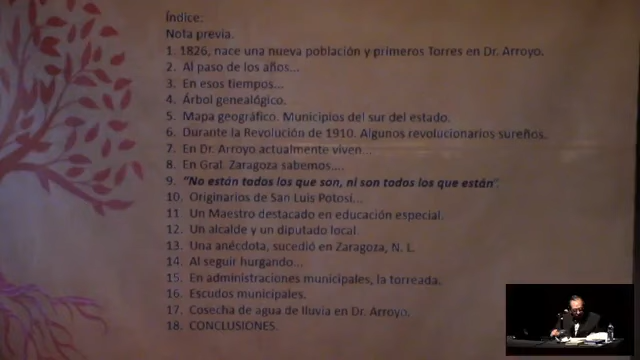 Índice:
Nota previa.
1. 1826, nace una nueva población y primeros Torres en Dr. Arroyo.
2. Al paso de los años...
3. En esos tiempos...
4. Árbol genealógico.
5. Mapa geográfico. Municipios del sur del estado.
6. Durante la Revolución de 1910. Algunos revolucionarios sureños.
7. En Dr. Arroyo actualmente viven...
8. En Gral. Zaragoza sabemos....
9. "No están todos los que son, ni son todos los que están".
10. Originarios de San Luis Potosí...
11. Un Maestro destacado en educación especial.
12. Un alcalde y un diputado local.
13. Una anécdota, sucedió en Zaragoza, N. L.
14. Al seguir hurgando...
15. En administraciones municipales, la torreada.
16. Escudos municipales.
17. Cosecha de agua de lluvia en Dr. Arroyo.
18. CONCLUSIONES.